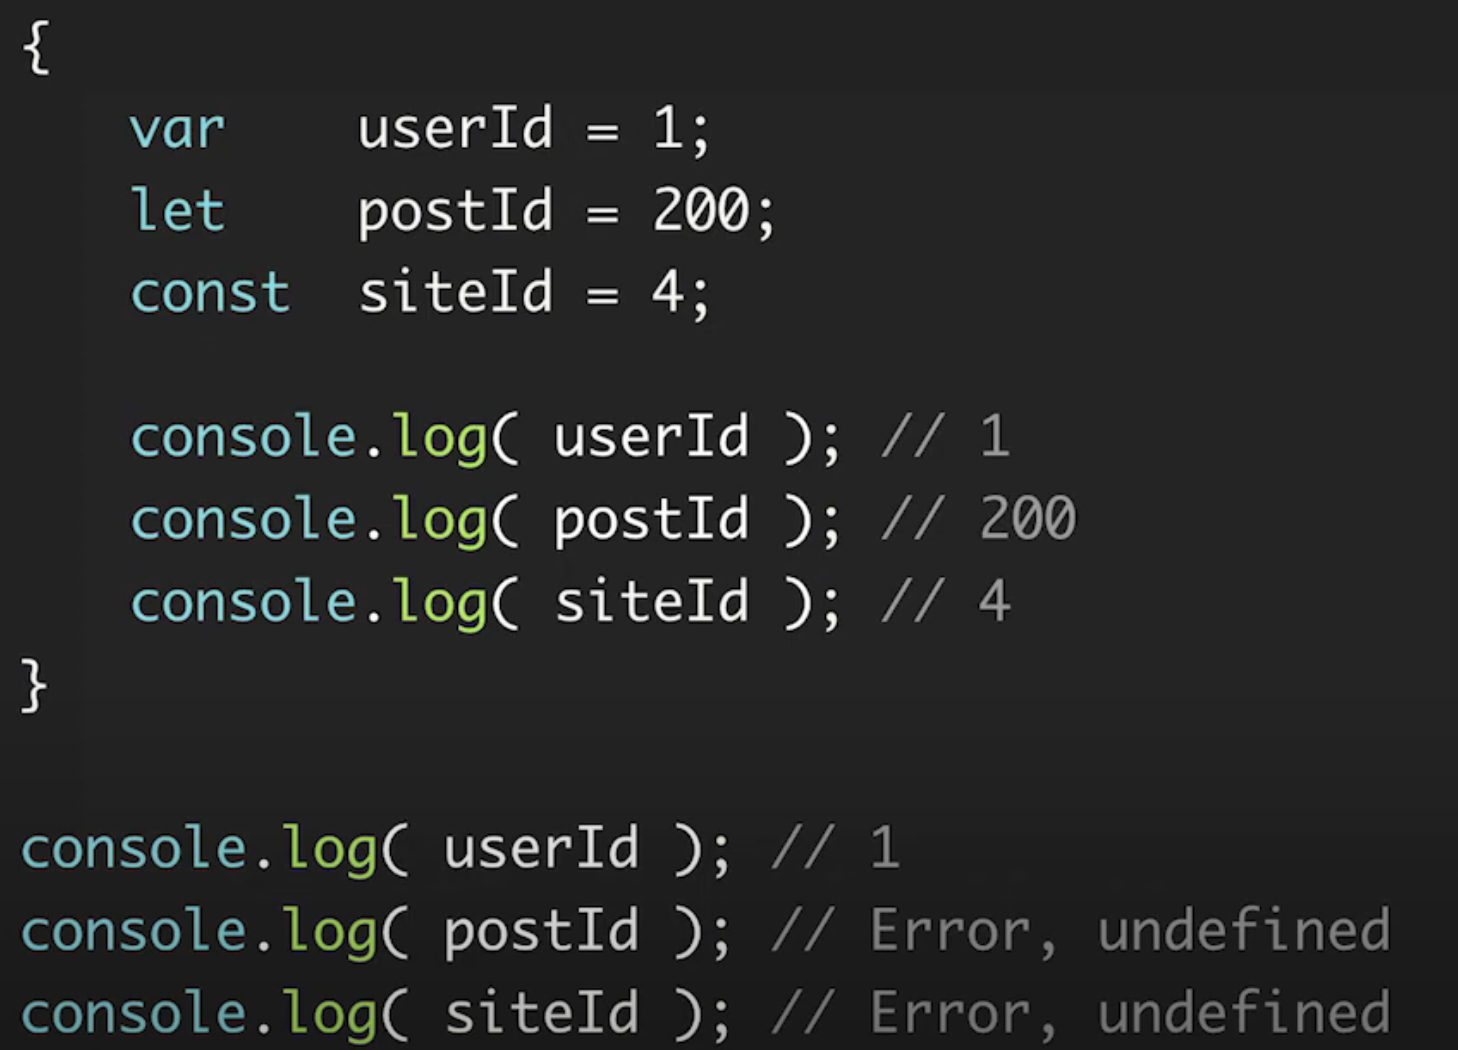 {
var userId = 1;
let postId = 200;
const siteId = 4;
console.log( userId ); // 1
console.log( postId ); // 200
console.log( siteId ); // 4
}
console.log( userId ); // 1
console.log( postId ); // Error, undefined
console.log( siteId ); // Error, undefined